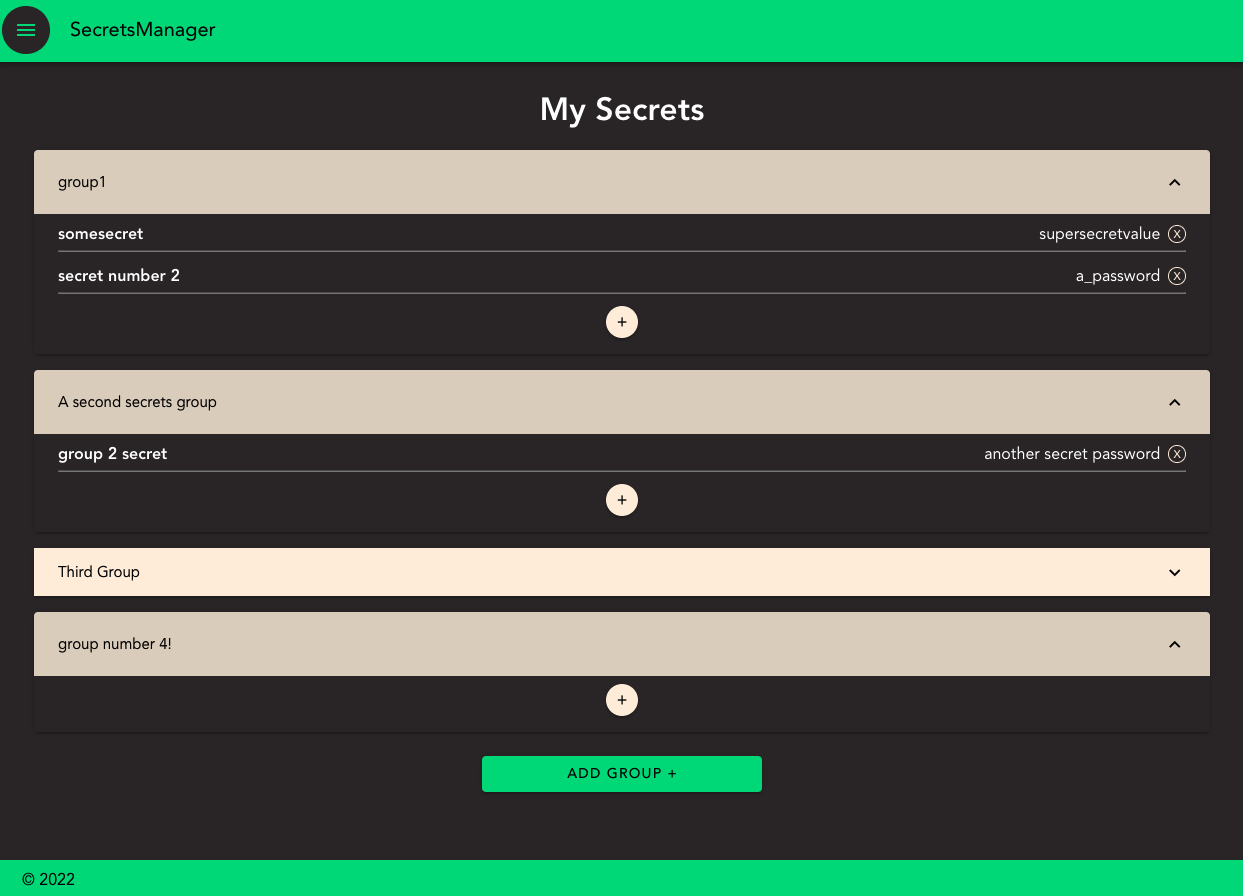 SecretsManager
My Secrets
group1
somesecret supersecretvalue X
secret number 2 a_password X
+
A second secrets group
group 2 secret another secret password X
+
Third Group
group number 4!
+
ADD GROUP +
© 2022